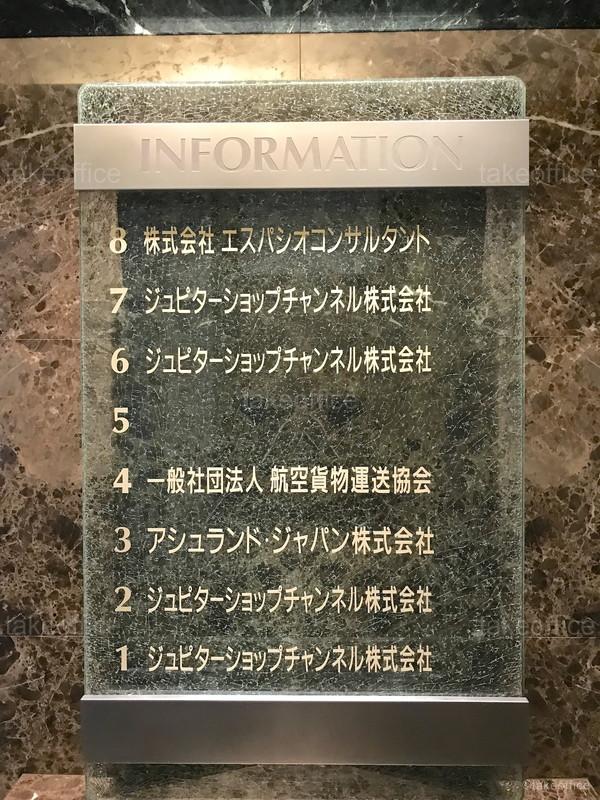 INFORMATION
8 株式会社 エスパシオコンサルタント
7 ジュピターショップチャンネル株式会社
6 ジュピターショップチャンネル株式会社
5
4 一般社団法人 航空貨物運送協会
3 アシュランド・ジャパン株式会社
2 ジュピターショップチャンネル株式会社
1 ジュピターショップチャンネル株式会社
takeoffice
takeoffice
takeoffice
takeoffice
takeoffice
©takeoffice